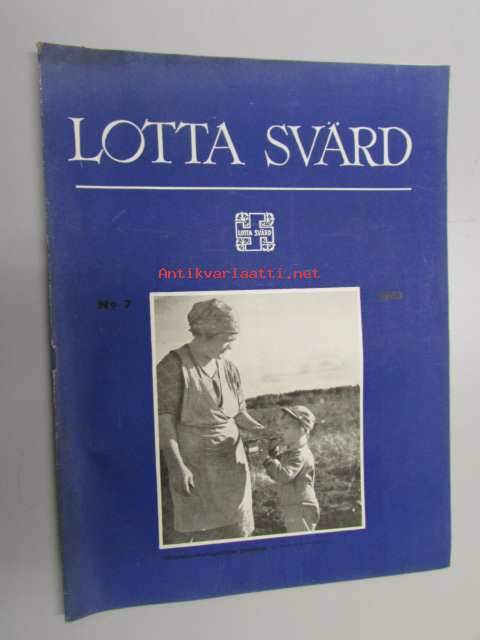 LOTTA SVÄRD
LOTTA SVÄRD
Antikvariaatti.net
No 7